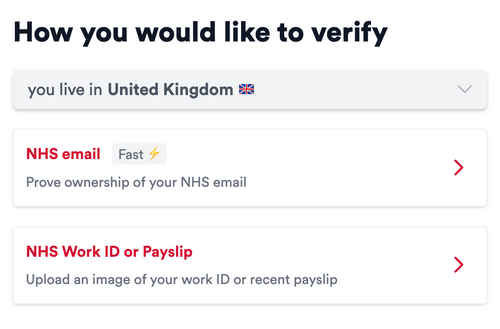 How you would like to verify
you live in United Kingdom 🇬🇧
NHS email Fast ⚡
Prove ownership of your NHS email
NHS Work ID or Payslip
Upload an image of your work ID or recent payslip